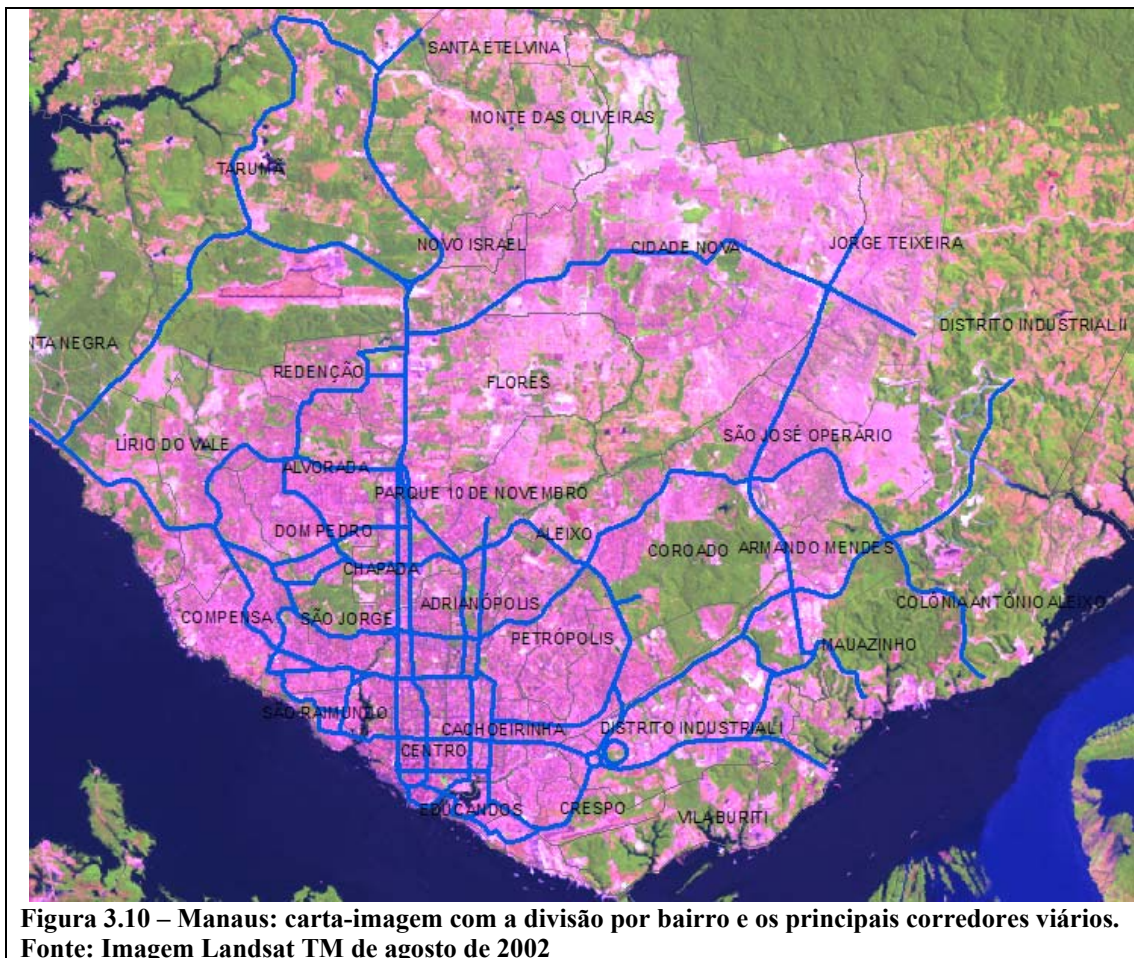 SANTA ETELVINA
MONTE DAS OLIVEIRAS
TARUMÃ
NOVO ISRAEL
CIDADE NOVA
JORGE TEIXEIRA
DISTRITO INDUSTRIAL II
NTA NEGRA
REDENÇÃO
FLORES
LÍRIO DO VALE
SÃO JOSÉ OPERÁRIO
ALVORADA
PARQUE 10 DE NOVEMBRO
DOM PEDRO
ALEIXO
COROADO
ARMANDO MENDES
CHAPADA
COMPENSA
SÃO JORGE
ADRIANÓPOLIS
COLÔNIA ANTÔNIO ALEIXO
PETRÓPOLIS
MAUAZINHO
SÃO RAIMUNDO
CACHOEIRINHA
DISTRITO INDUSTRIAL I
CENTRO
EDUCANDOS
CRESPO
VILA BURITI
Figura 3.10 – Manaus: carta-imagem com a divisão por bairro e os principais corredores viários.
Fonte: Imagem Landsat TM de agosto de 2002